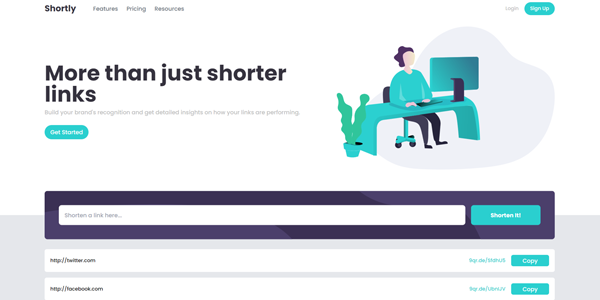 Shortly Features Pricing Resources Login Sign Up
More than just shorter
links
Build your brand's recognition and get detailed insights on how your links are performing.
Get Started
Shorten a link here... Shorten It!
http://twitter.com Copy
http://facebook.com Copy